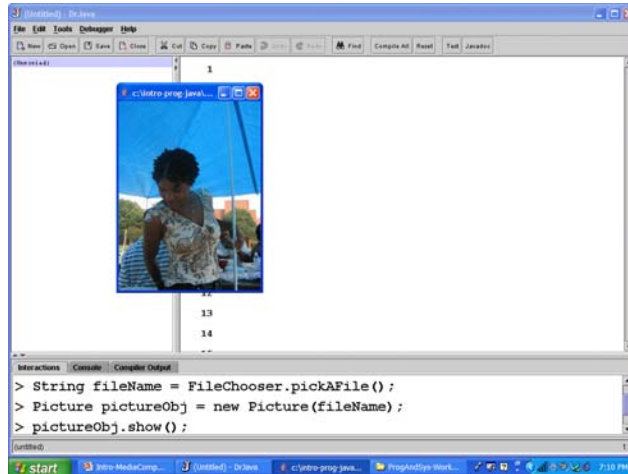 (Untitled) - DrJava
File Edit Tools Debugger Help
New Open Save Close Cut Copy Paste Undo Redo Find Compile All Reset Test Javadoc
(Untitled)
1
c:\intro-prog-java\...
12
13
14
Interactions Console Compiler Output
> String fileName = FileChooser.pickAFile();
> Picture pictureObj = new Picture(fileName);
> pictureObj.show();
(untitled)
start Intro-MediaComp... (Untitled) - DrJava c:\intro-prog-java... ProgAndSys-Work... 7:10 PM